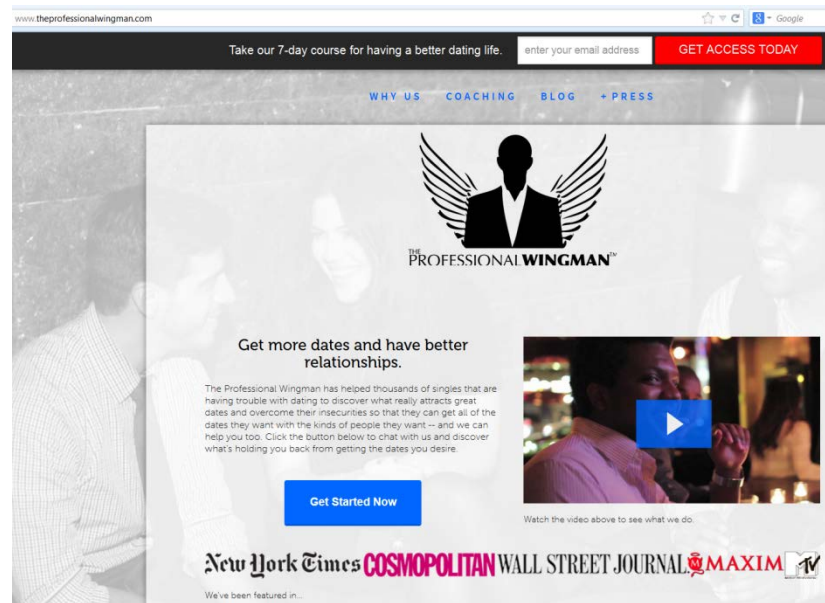 www.theprofessionalwingman.com
Google
Take our 7-day course for having a better dating life.
enter your email address
GET ACCESS TODAY
WHY US COACHING BLOG + PRESS
THE PROFESSIONALWINGMAN™
Get more dates and have better
relationships.
The Professional Wingman has helped thousands of singles that are
having trouble with dating to discover what really attracts great
dates and overcome their insecurities so that they can get all of the
dates they want with the kinds of people they want -- and we can
help you too. Click the button below to chat with us and discover
what's holding you back from getting the dates you desire.
Get Started Now
Watch the video above to see what we do.
New York Times COSMOPOLITAN WALL STREET JOURNAL. MAXIM MTV
We've been featured in...